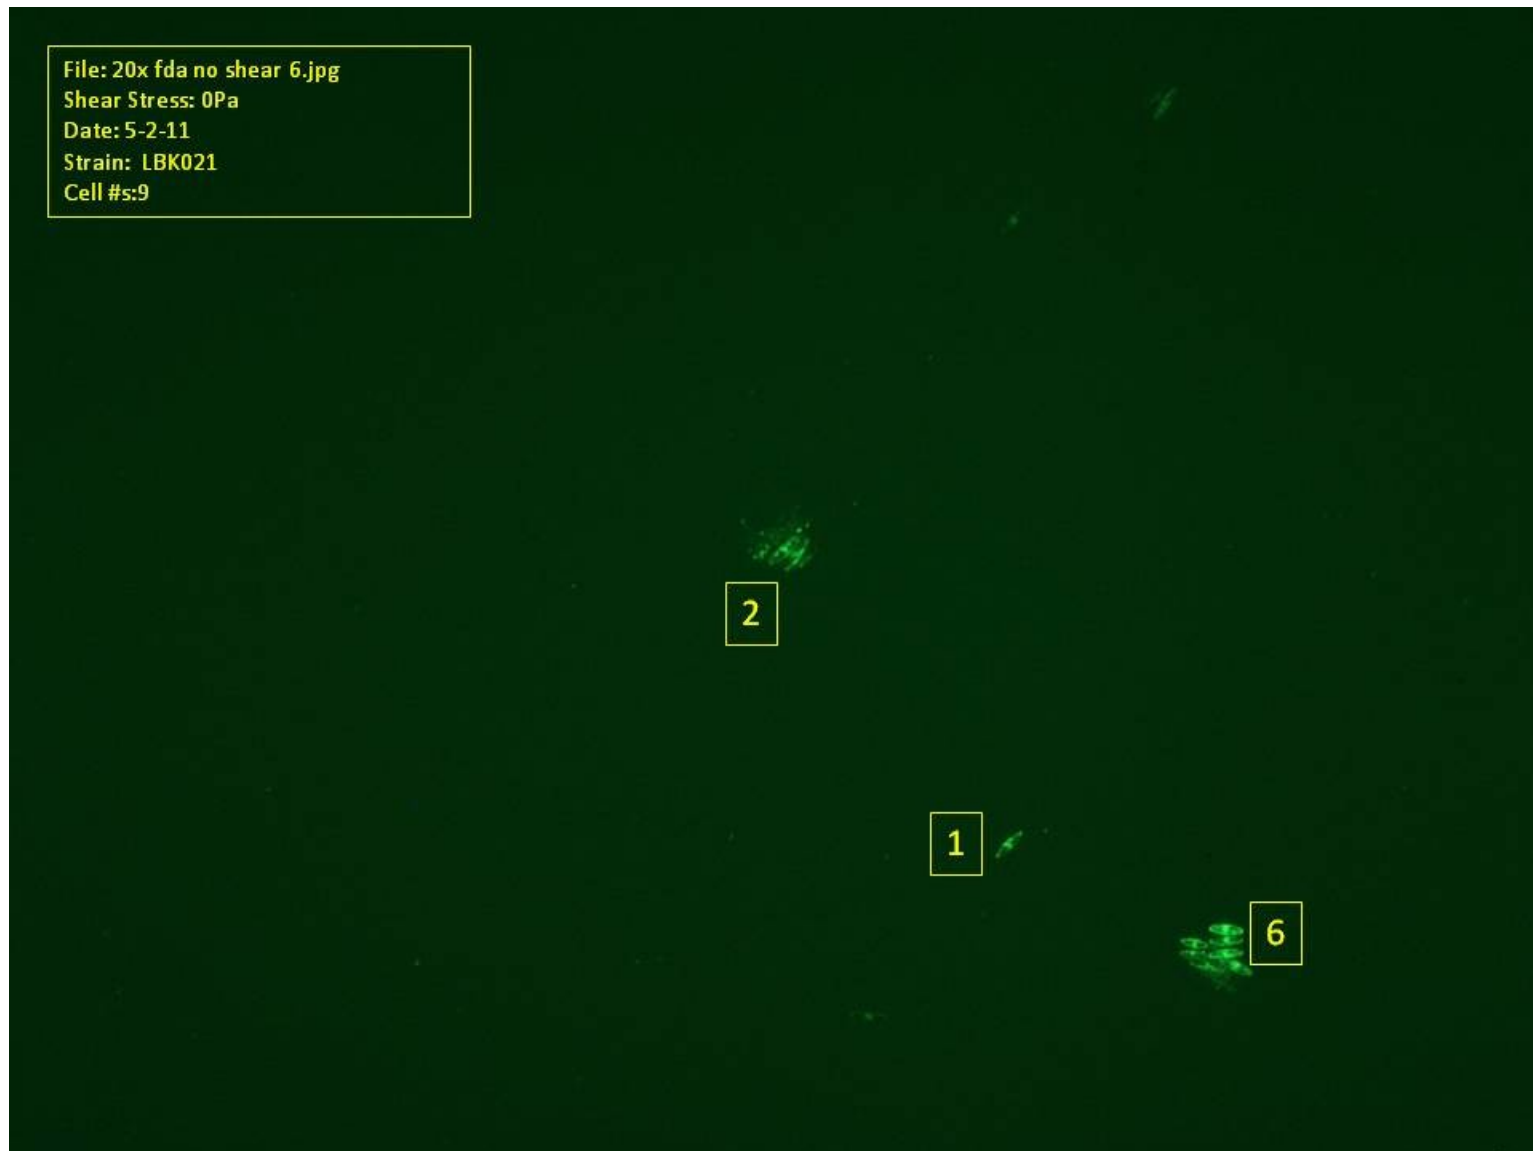 File: 20x fda no shear 6.jpg
Shear Stress: 0Pa
Date: 5-2-11
Strain: LBK021
Cell #s:9
2
1
6